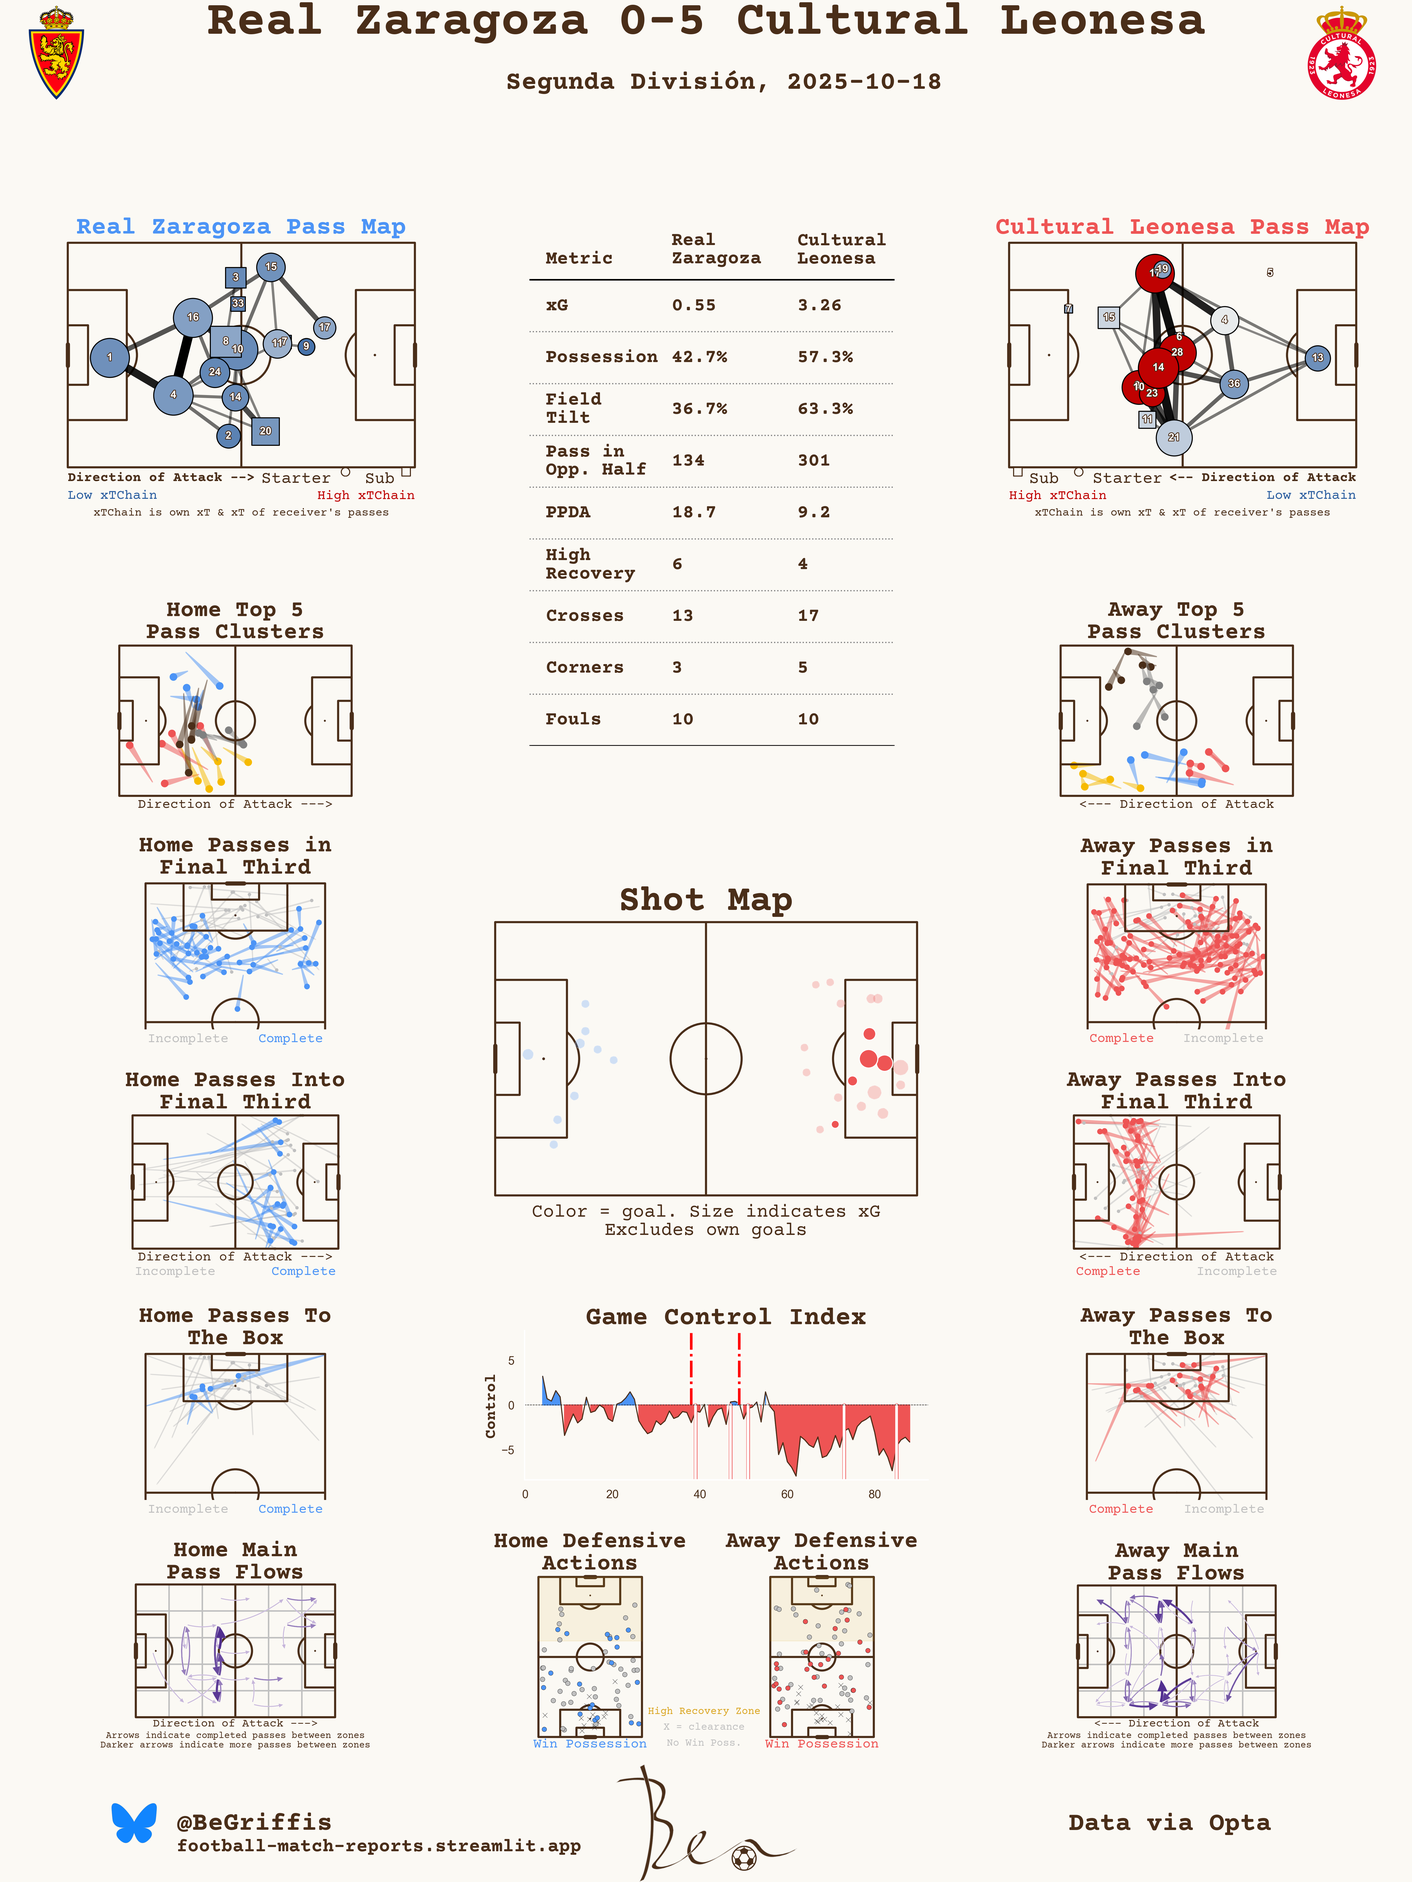 Real Zaragoza 0-5 Cultural Leonesa
Segunda División, 2025-10-18
CULTURAL
1923
1923
LEONESA
Real Zaragoza Pass Map
3
15
33
16
17
8
10
11
7
9
1
24
4
14
2
20
Direction of Attack --> Starter Sub
Low xTChain High xTChain
xTChain is own xT & xT of receiver's passes
Metric Real Zaragoza Cultural Leonesa
xG 0.55 3.26
Possession 42.7% 57.3%
Field Tilt 36.7% 63.3%
Pass in Opp. Half 134 301
PPDA 18.7 9.2
High Recovery 6 4
Crosses 13 17
Corners 3 5
Fouls 10 10
Cultural Leonesa Pass Map
17
19
5
7
15
4
6
28
13
14
10
23
36
11
21
Sub Starter <-- Direction of Attack
High xTChain Low xTChain
xTChain is own xT & xT of receiver's passes
Home Top 5
Pass Clusters
Direction of Attack --->
Away Top 5
Pass Clusters
<--- Direction of Attack
Home Passes in
Final Third
Incomplete Complete
Away Passes in
Final Third
Complete Incomplete
Shot Map
Color = goal. Size indicates xG
Excludes own goals
Home Passes Into
Final Third
Direction of Attack --->
Incomplete Complete
Away Passes Into
Final Third
<--- Direction of Attack
Complete Incomplete
Home Passes To
The Box
Incomplete Complete
Game Control Index
Control
5
0
−5
0 20 40 60 80
Away Passes To
The Box
Complete Incomplete
Home Main
Pass Flows
Direction of Attack --->
Arrows indicate completed passes between zones
Darker arrows indicate more passes between zones
Home Defensive
Actions
Win Possession
High Recovery Zone
X = clearance
No Win Poss.
Away Defensive
Actions
Win Possession
Away Main
Pass Flows
<--- Direction of Attack
Arrows indicate completed passes between zones
Darker arrows indicate more passes between zones
@BeGriffis
football-match-reports.streamlit.app
Ben
Data via Opta